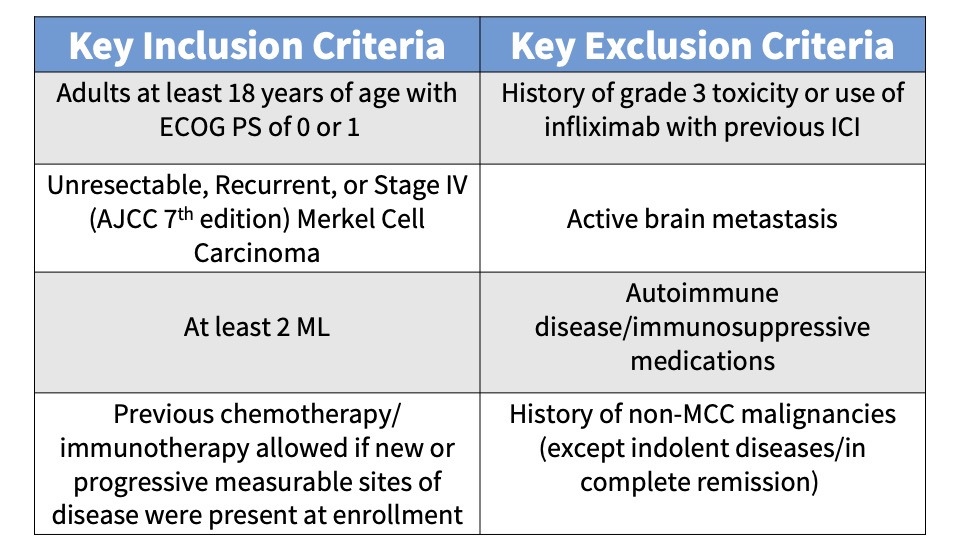 Key Inclusion Criteria
Key Exclusion Criteria
Adults at least 18 years of age with
ECOG PS of 0 or 1
History of grade 3 toxicity or use of
infliximab with previous ICI
Unresectable, Recurrent, or Stage IV
(AJCC 7th edition) Merkel Cell
Carcinoma
Active brain metastasis
At least 2 ML
Autoimmune
disease/immunosuppressive
medications
Previous chemotherapy/
immunotherapy allowed if new or
progressive measurable sites of
disease were present at enrollment
History of non-MCC malignancies
(except indolent diseases/in
complete remission)